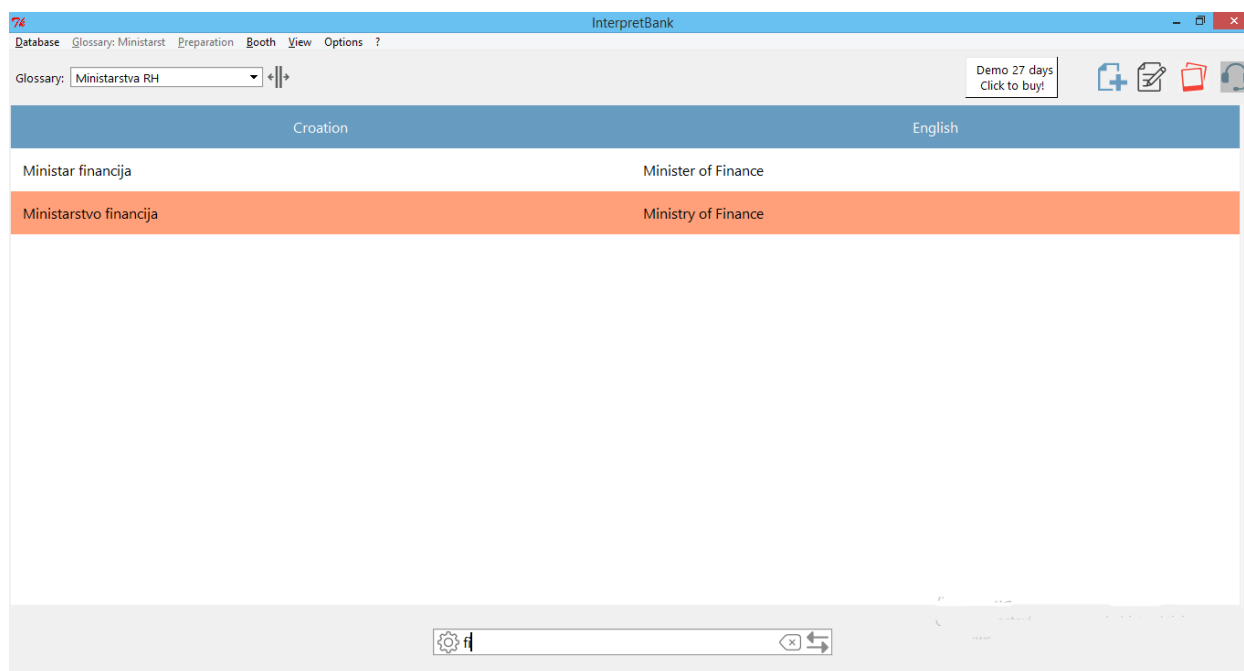 InterpretBank
Database Glossary: Ministarst Preparation Booth View Options ?
Glossary: Ministarstva RH
Demo 27 days
Click to buy!
Croation English
Ministar financija Minister of Finance
Ministarstvo financija Ministry of Finance
fi